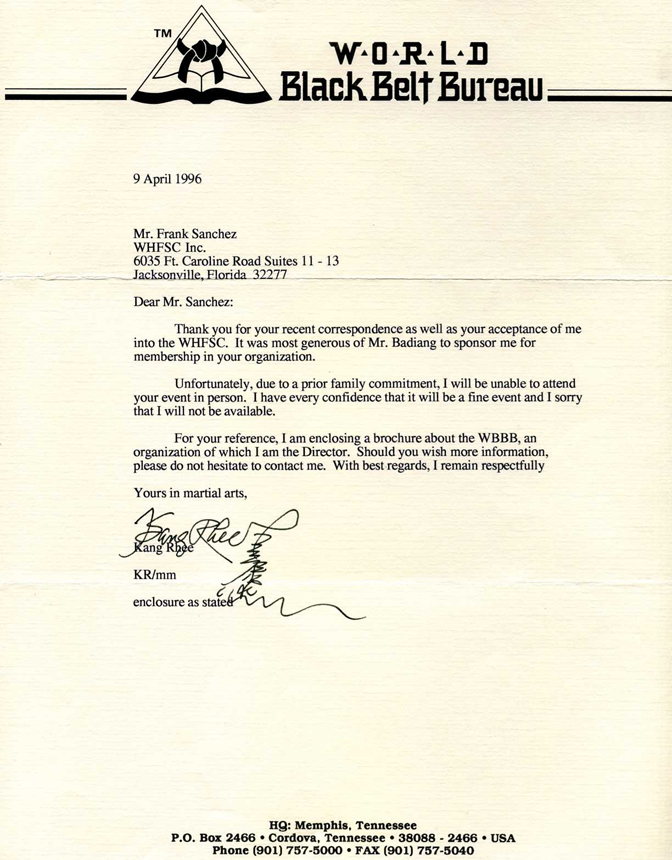 TM
W·O·R·L·D
Black Belt Bureau
9 April 1996
Mr. Frank Sanchez
WHFSC Inc.
6035 Ft. Caroline Road Suites 11 - 13
Jacksonville, Florida 32277
Dear Mr. Sanchez:
Thank you for your recent correspondence as well as your acceptance of me
into the WHFSC. It was most generous of Mr. Badiang to sponsor me for
membership in your organization.
Unfortunately, due to a prior family commitment, I will be unable to attend
your event in person. I have every confidence that it will be a fine event and I sorry
that I will not be available.
For your reference, I am enclosing a brochure about the WBBB, an
organization of which I am the Director. Should you wish more information,
please do not hesitate to contact me. With best regards, I remain respectfully
Yours in martial arts,
Kang Rhee
Kang Rhee
KR/mm
enclosure as stated
HQ: Memphis, Tennessee
P.O. Box 2466 • Cordova, Tennessee • 38088 - 2466 • USA
Phone (901) 757-5000 • FAX (901) 757-5040